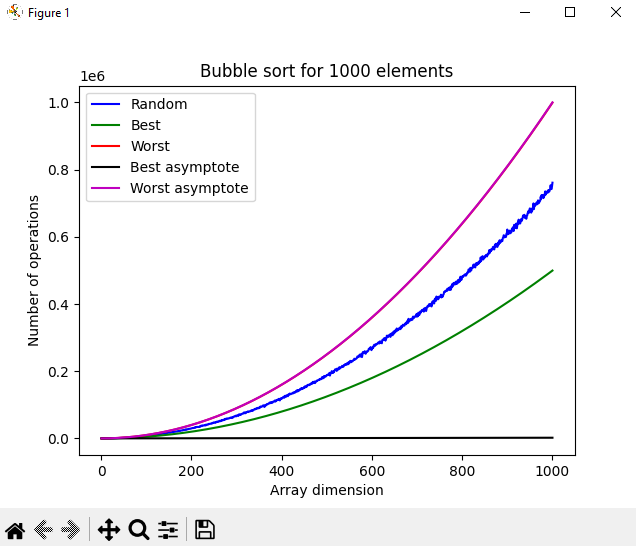 Figure 1
Bubble sort for 1000 elements
1e6
Random
Best
Worst
Best asymptote
Worst asymptote
1.0
0.8
0.6
0.4
0.2
0.0
Number of operations
0 200 400 600 800 1000
Array dimension